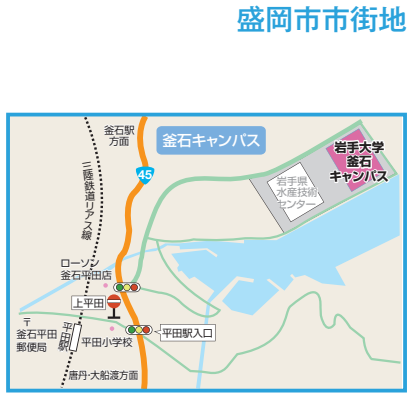 盛岡市市街地
釜石駅
方面
釜石キャンパス
45
岩手大学
釜石
キャンパス
岩手県
水産技術
センター
三陸鉄道リアス線
ローソン
釜石平田店
上平田
〒
釜石平田
郵便局
平田駅
平田小学校
平田駅入口
唐丹・大船渡方面